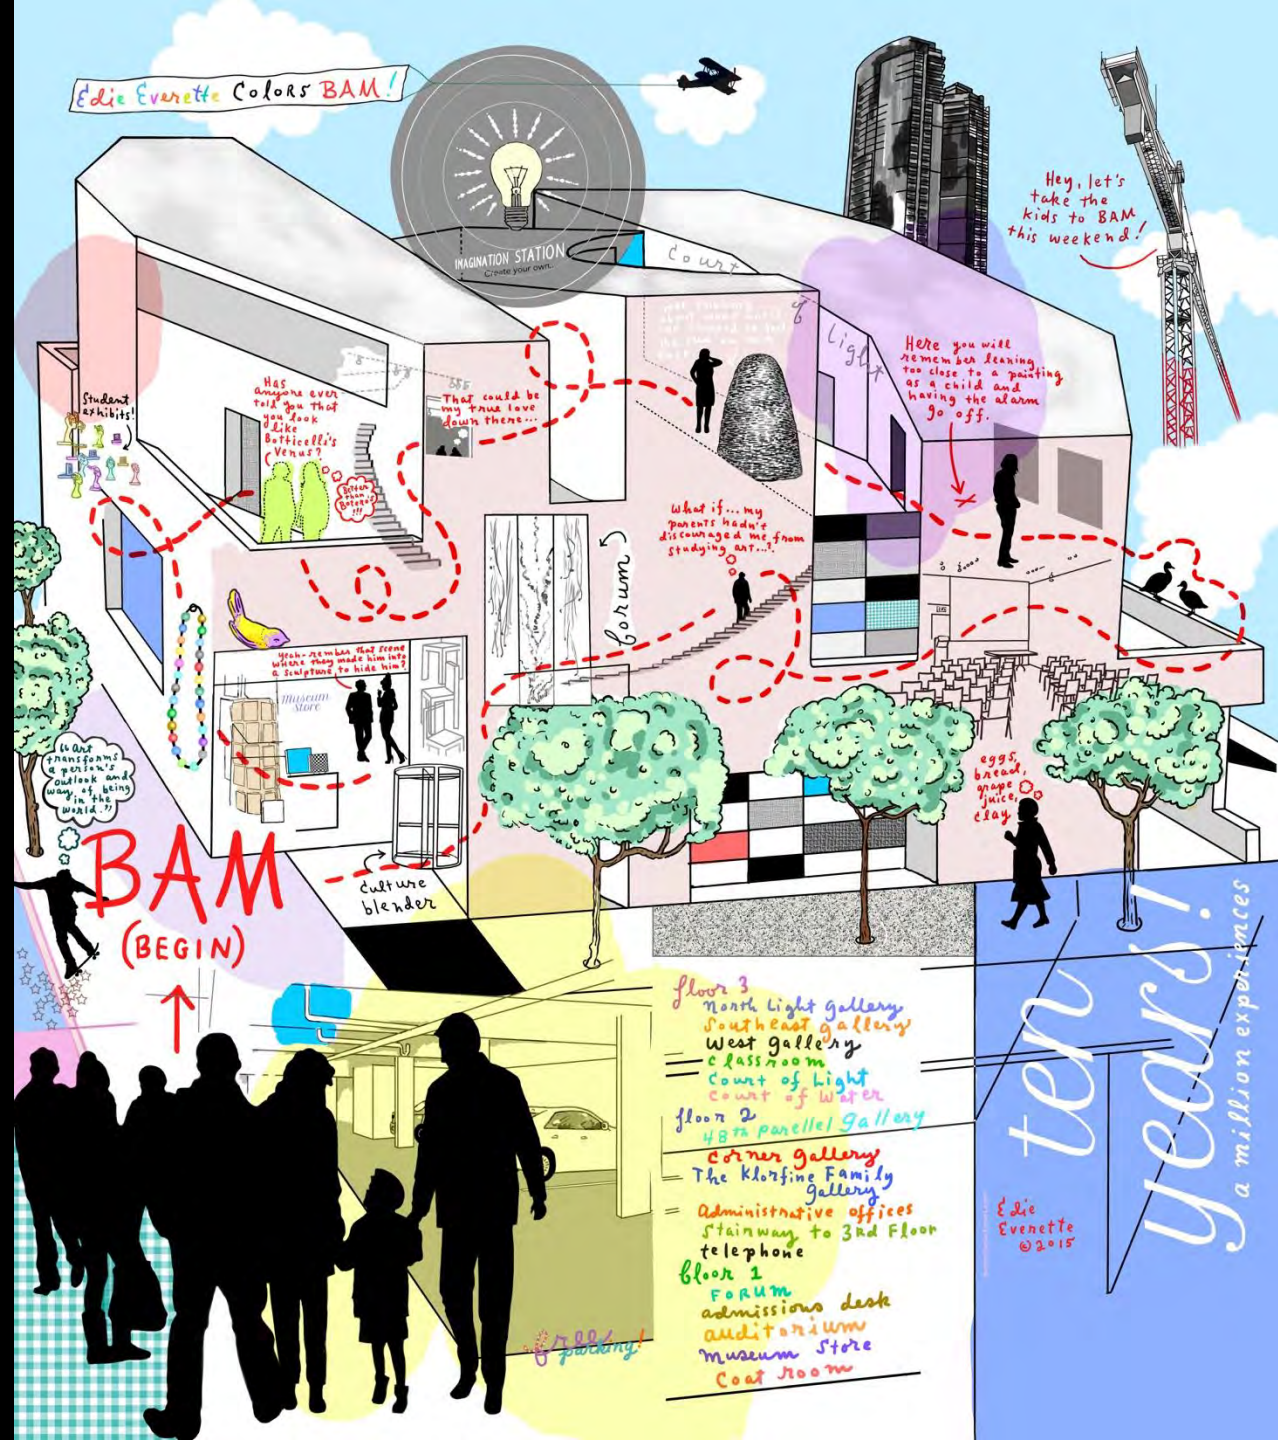 Edie Everette Colors BAM!
IMAGINATION STATION
Create your own...
Court
of
Light
Hey, let's
take the
kids to BAM
this weekend!
Here you will
remember leaning
too close to a painting
as a child and
having the alarm
go off.
Student
exhibits!
Has
anyone ever
told you that
you look
like
Botticelli's
Venus?
Better
than
Botero's
!!!
That could be
my true love
down there...
What if... my
parents hadn't
discouraged me from
studying art...?
forum
Yeah-rember that scene
where they made him into
a sculpture, to hide him?
Museum
Store
"Art
transforms
a person's
outlook and
way of being
in the
world."
eggs,
bread,
grape
juice,
clay
BAM
(BEGIN)
culture
blender
floor 3
North Light gallery
Southeast gallery
West gallery
classroom
Court of Light
Court of Water
floor 2
48th parellel gallery
corner gallery
The Klorfine Family
gallery
administrative offices
Stairway to 3rd Floor
telephone
floor 1
FORUM
admissions desk
auditorium
museum Store
Coat room
free
parking!
ten
years!
a million experiences
Edie
Everette
©2015